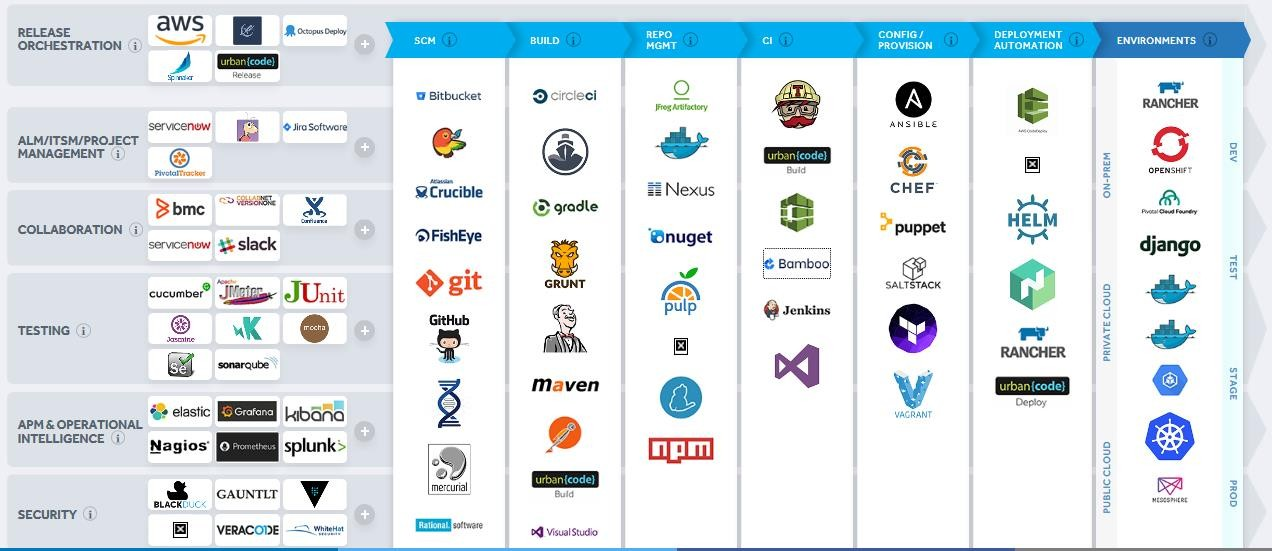 RELEASE
ORCHESTRATION
aws
Octopus Deploy
Spinnaker
urban{code}
Release
ALM/ITSM/PROJECT
MANAGEMENT
servicenow
Jira Software
PivotalTracker
COLLABORATION
bmc
COLLABNET
VERSIONONE
Confluence
servicenow
slack
TESTING
cucumber
Apache
JMeter
JUnit
Jasmine
K
mocha
Se
sonarqube
APM & OPERATIONAL
INTELLIGENCE
elastic
Grafana
kibana
Nagios
Prometheus
splunk>
SECURITY
BLACKDUCK
GAUNTLT
VERACODE
WhiteHat
SECURITY
SCM
Bitbucket
Atlassian
Crucible
FishEye
git
GitHub
mercurial
Rational. software
BUILD
circleci
gradle
GRUNT
maven
urban{code}
Build
Visual Studio
REPO
MGMT
JFrog Artifactory
Nexus
nuget
pulp
npm
CI
T
urban{code}
Build
Bamboo
Jenkins
CONFIG /
PROVISION
A
ANSIBLE
CHEF
puppet
SALTSTACK
VAGRANT
DEPLOYMENT
AUTOMATION
AWS CodeDeploy
HELM
RANCHER
urban{code}
Deploy
ENVIRONMENTS
ON-PREM
PRIVATE CLOUD
PUBLIC CLOUD
RANCHER
OPENSHIFT
Pivotal Cloud Foundry
django
MESOSPHERE
DEV
TEST
STAGE
PROD